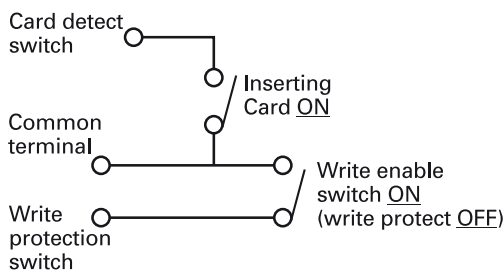 Card detect
switch
Inserting
Card ON
Common
terminal
Write enable
switch ON
(write protect OFF)
Write
protection
switch